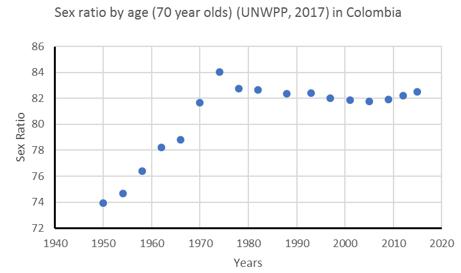 Sex ratio by age (70 year olds) (UNWPP, 2017) in Colombia
86
84
82
80
78
76
74
72
Sex Ratio
1940 1950 1960 1970 1980 1990 2000 2010 2020
Years